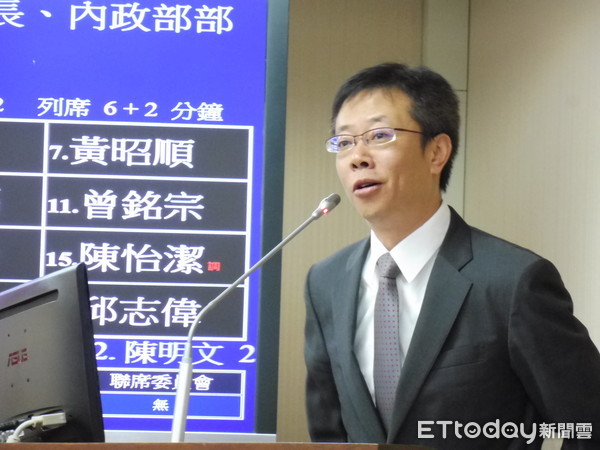 長、內政部部
2 列席 6+2 分鐘
7.黃昭順
11.曾銘宗
15.陳怡潔 詢
邱志偉
2. 陳明文 2
聯席委員會
無
ASUS
ETtoday新聞雲